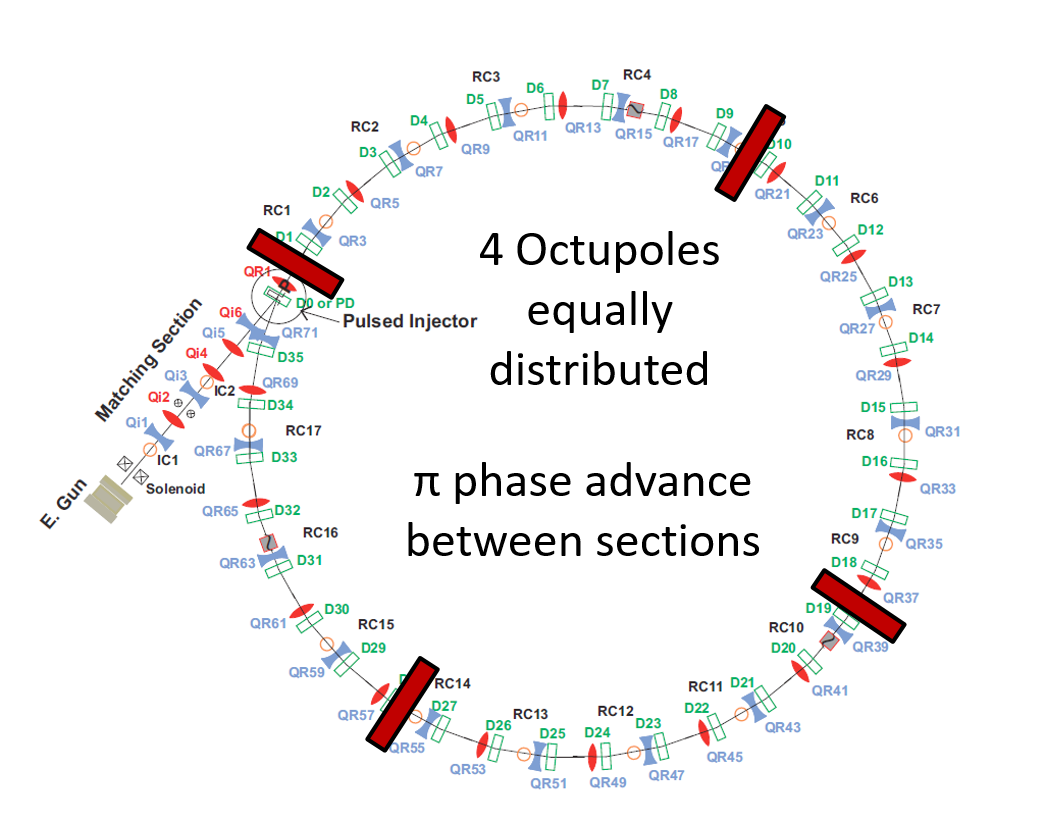 RC4
RC3
D6
D7
D5
D8
D4
D9
RC2
QR11
QR13
QR15
QR17
QR9
D3
D10
QR7
QR21
D2
D11
QR5
RC6
RC1
QR23
D12
D1
QR3
QR25
QR1
D13
D0 or PD
RC7
Pulsed Injector
QR27
Qi6
Qi5
QR71
D14
D35
QR29
Qi4
Qi3
IC2
QR69
Qi2
D34
D15
Matching Section
Qi1
RC17
QR31
RC8
QR67
D33
IC1
D16
Solenoid
QR33
E. Gun
QR65
D32
D17
RC16
RC9
QR35
QR63
D31
D18
QR37
D30
D19
QR61
RC15
RC10
D29
QR39
D20
QR59
RC14
RC11
D21
QR41
QR57
D27
D22
RC13
RC12
QR43
D26
D25
D24
D23
QR55
QR45
QR53
QR51
QR49
QR47
4 Octupoles
equally
distributed
π phase advance
between sections